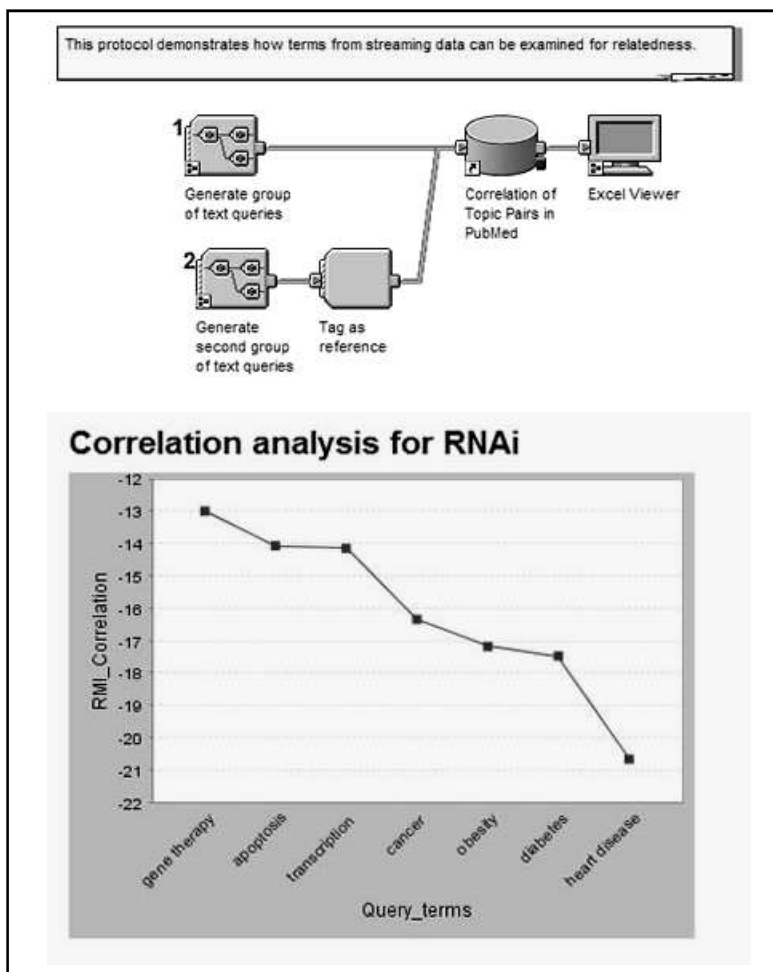 This protocol demonstrates how terms from streaming data can be examined for relatedness.
1
Generate group
of text queries
Correlation of
Topic Pairs in
PubMed
Excel Viewer
2
Generate
second group
of text queries
Tag as
reference
Correlation analysis for RNAi
-12
-13
-14
-15
-16
-17
-18
-19
-20
-21
-22
RMI_Correlation
gene therapy
apoptosis
transcription
cancer
obesity
diabetes
heart disease
Query_terms